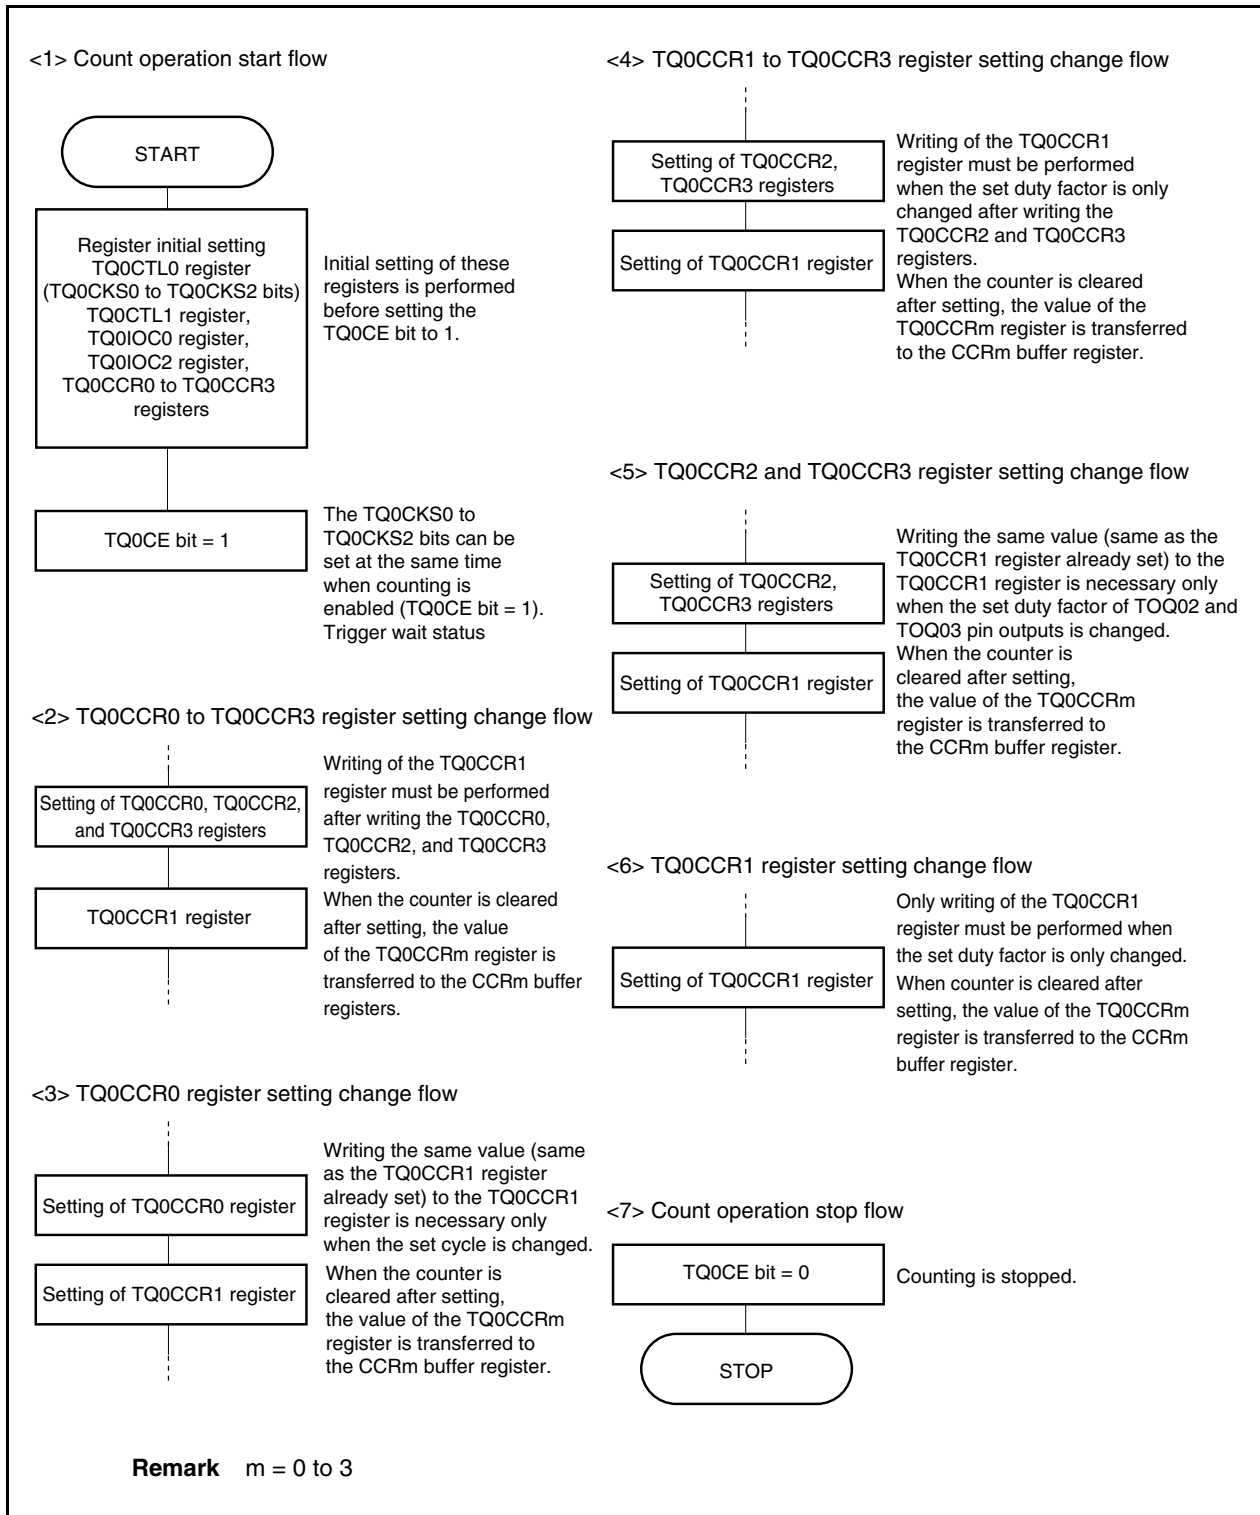 <1> Count operation start flow
START
Register initial setting
TQ0CTL0 register
(TQ0CKS0 to TQ0CKS2 bits)
TQ0CTL1 register,
TQ0IOC0 register,
TQ0IOC2 register,
TQ0CCR0 to TQ0CCR3
registers
Initial setting of these
registers is performed
before setting the
TQ0CE bit to 1.
TQ0CE bit = 1
The TQ0CKS0 to
TQ0CKS2 bits can be
set at the same time
when counting is
enabled (TQ0CE bit = 1).
Trigger wait status
<2> TQ0CCR0 to TQ0CCR3 register setting change flow
Setting of TQ0CCR0, TQ0CCR2,
and TQ0CCR3 registers
TQ0CCR1 register
Writing of the TQ0CCR1
register must be performed
after writing the TQ0CCR0,
TQ0CCR2, and TQ0CCR3
registers.
When the counter is cleared
after setting, the value
of the TQ0CCRm register is
transferred to the CCRm buffer
registers.
<3> TQ0CCR0 register setting change flow
Setting of TQ0CCR0 register
Setting of TQ0CCR1 register
Writing the same value (same
as the TQ0CCR1 register
already set) to the TQ0CCR1
register is necessary only
when the set cycle is changed.
When the counter is
cleared after setting,
the value of the TQ0CCRm
register is transferred to
the CCRm buffer register.
<4> TQ0CCR1 to TQ0CCR3 register setting change flow
Setting of TQ0CCR2,
TQ0CCR3 registers
Setting of TQ0CCR1 register
Writing of the TQ0CCR1
register must be performed
when the set duty factor is only
changed after writing the
TQ0CCR2 and TQ0CCR3
registers.
When the counter is cleared
after setting, the value of the
TQ0CCRm register is transferred
to the CCRm buffer register.
<5> TQ0CCR2 and TQ0CCR3 register setting change flow
Setting of TQ0CCR2,
TQ0CCR3 registers
Setting of TQ0CCR1 register
Writing the same value (same as the
TQ0CCR1 register already set) to the
TQ0CCR1 register is necessary only
when the set duty factor of TOQ02 and
TOQ03 pin outputs is changed.
When the counter is
cleared after setting,
the value of the TQ0CCRm
register is transferred to
the CCRm buffer register.
<6> TQ0CCR1 register setting change flow
Setting of TQ0CCR1 register
Only writing of the TQ0CCR1
register must be performed when
the set duty factor is only changed.
When counter is cleared after
setting, the value of the TQ0CCRm
register is transferred to the CCRm
buffer register.
<7> Count operation stop flow
TQ0CE bit = 0
Counting is stopped.
STOP
Remark m = 0 to 3